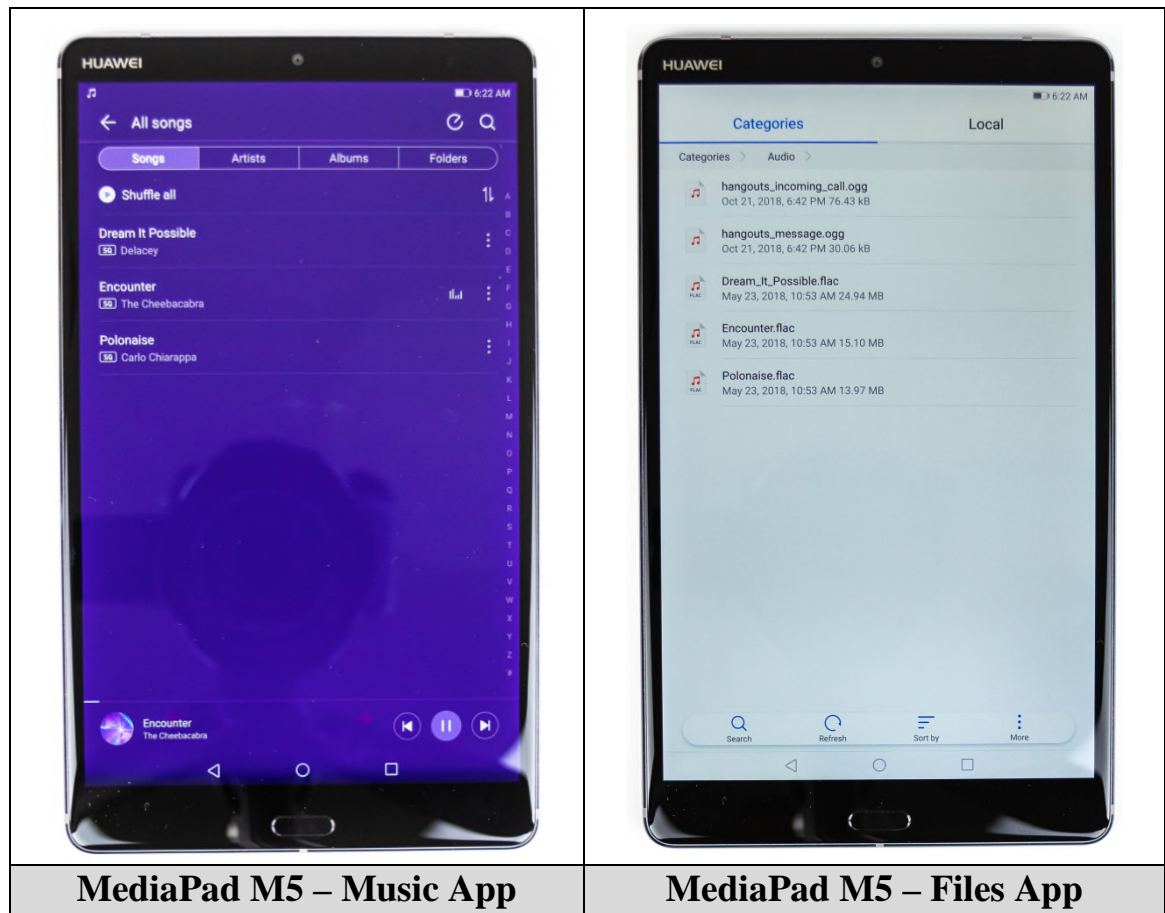 HUAWEI
6:22 AM
All songs
Songs Artists Albums Folders
Shuffle all
A
B
Dream It Possible
C
SQ Delacey
D
E
Encounter
F
SQ The Cheebacabra
G
H
Polonaise
I
SQ Carlo Chiarappa
J
K
L
M
N
O
P
Q
R
S
T
U
V
W
X
Y
Z
#
Encounter
The Cheebacabra
MediaPad M5 – Music App
HUAWEI
6:22 AM
Categories Local
Categories > Audio >
hangouts_incoming_call.ogg
Oct 21, 2018, 6:42 PM 76.43 kB
hangouts_message.ogg
Oct 21, 2018, 6:42 PM 30.06 kB
Dream_It_Possible.flac
FLAC May 23, 2018, 10:53 AM 24.94 MB
Encounter.flac
FLAC May 23, 2018, 10:53 AM 15.10 MB
Polonaise.flac
FLAC May 23, 2018, 10:53 AM 13.97 MB
Search Refresh Sort by More
MediaPad M5 – Files App